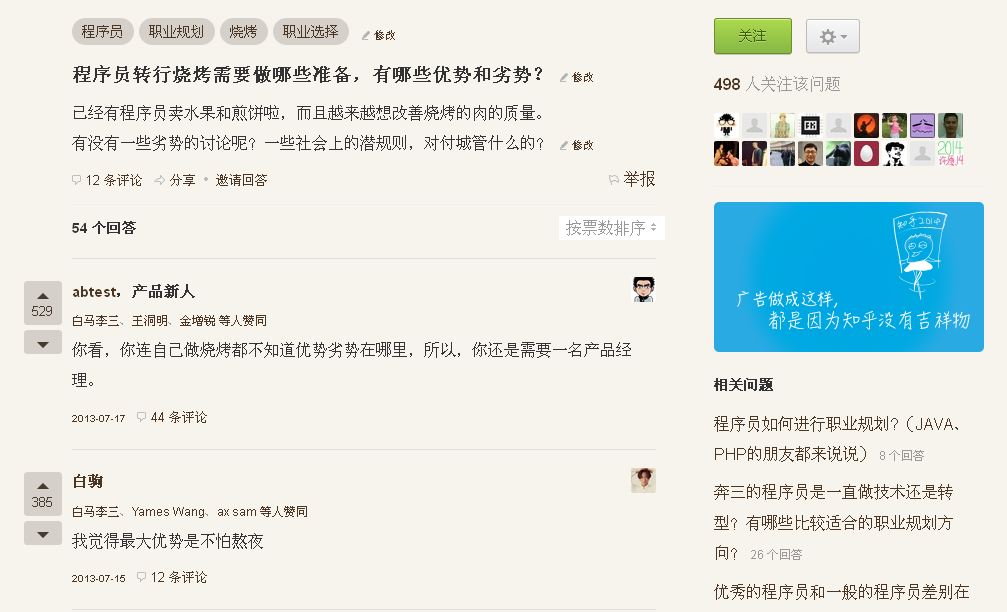 程序员 职业规划 烧烤 职业选择 修改
程序员转行烧烤需要做哪些准备，有哪些优势和劣势？ 修改
已经有程序员卖水果和煎饼啦，而且越来越想改善烧烤的肉的质量。
有没有一些劣势的讨论呢？一些社会上的潜规则，对付城管什么的？ 修改
12 条评论 分享 • 邀请回答 举报
54 个回答 按票数排序
529
abtest，产品新人
白马李三、王洞明、金增锐 等人赞同
你看，你连自己做烧烤都不知道优势劣势在哪里，所以，你还是需要一名产品经
理。
2013-07-17 44 条评论
385
白驹
白马李三、Yames Wang、ax sam 等人赞同
我觉得最大优势是不怕熬夜
2013-07-15 12 条评论
关注
498 人关注该问题
知乎2014
广告做成这样，
都是因为知乎没有吉祥物
相关问题
程序员如何进行职业规划？（JAVA、
PHP的朋友都来说说） 8 个回答
奔三的程序员是一直做技术还是转
型？有哪些比较适合的职业规划方
向？ 26 个回答
优秀的程序员和一般的程序员差别在